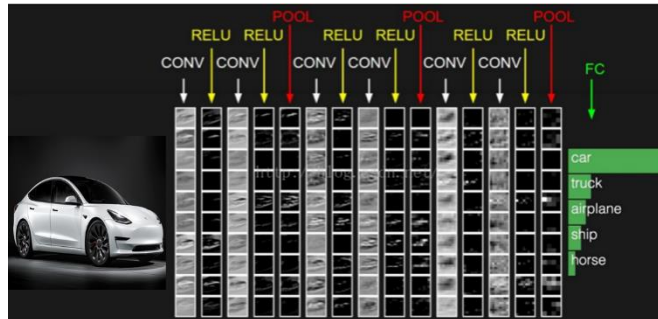 POOL POOL POOL
RELU RELU RELU RELU RELU RELU
CONV CONV CONV CONV CONV CONV
FC
car
truck
airplane
ship
horse